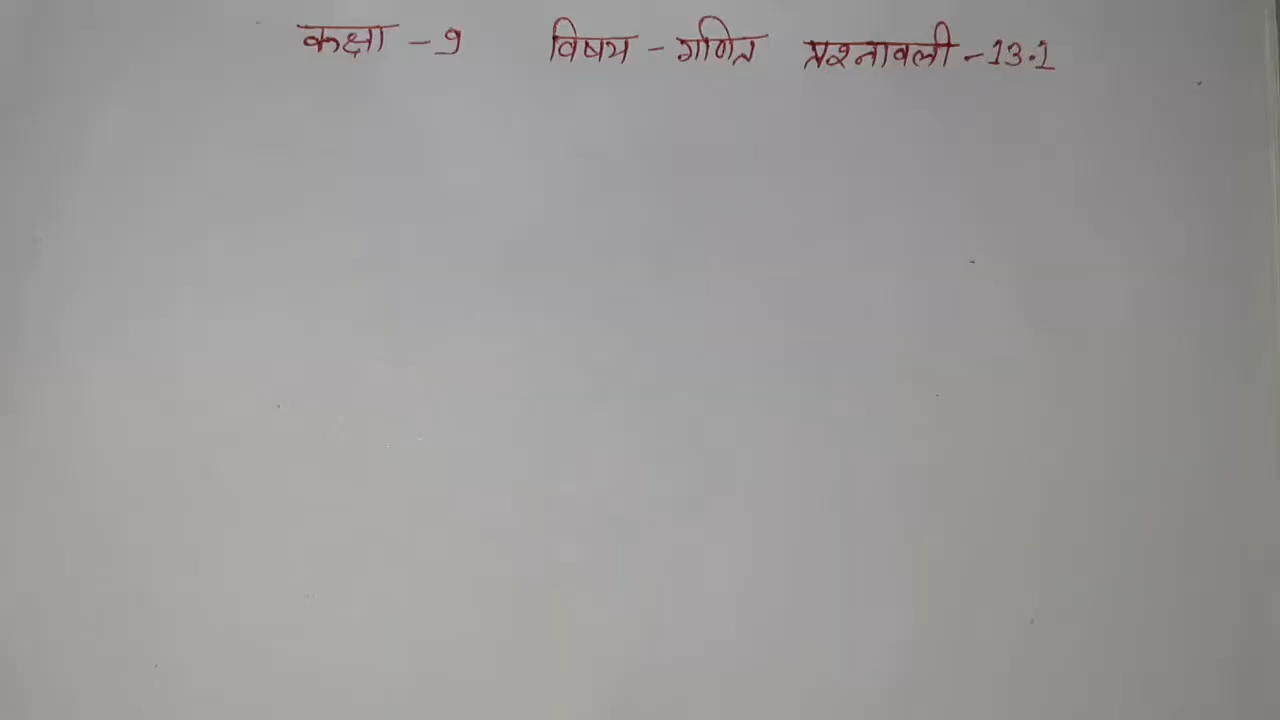 कक्षा - 9 विषय - गणित प्रश्नावली - 13.1